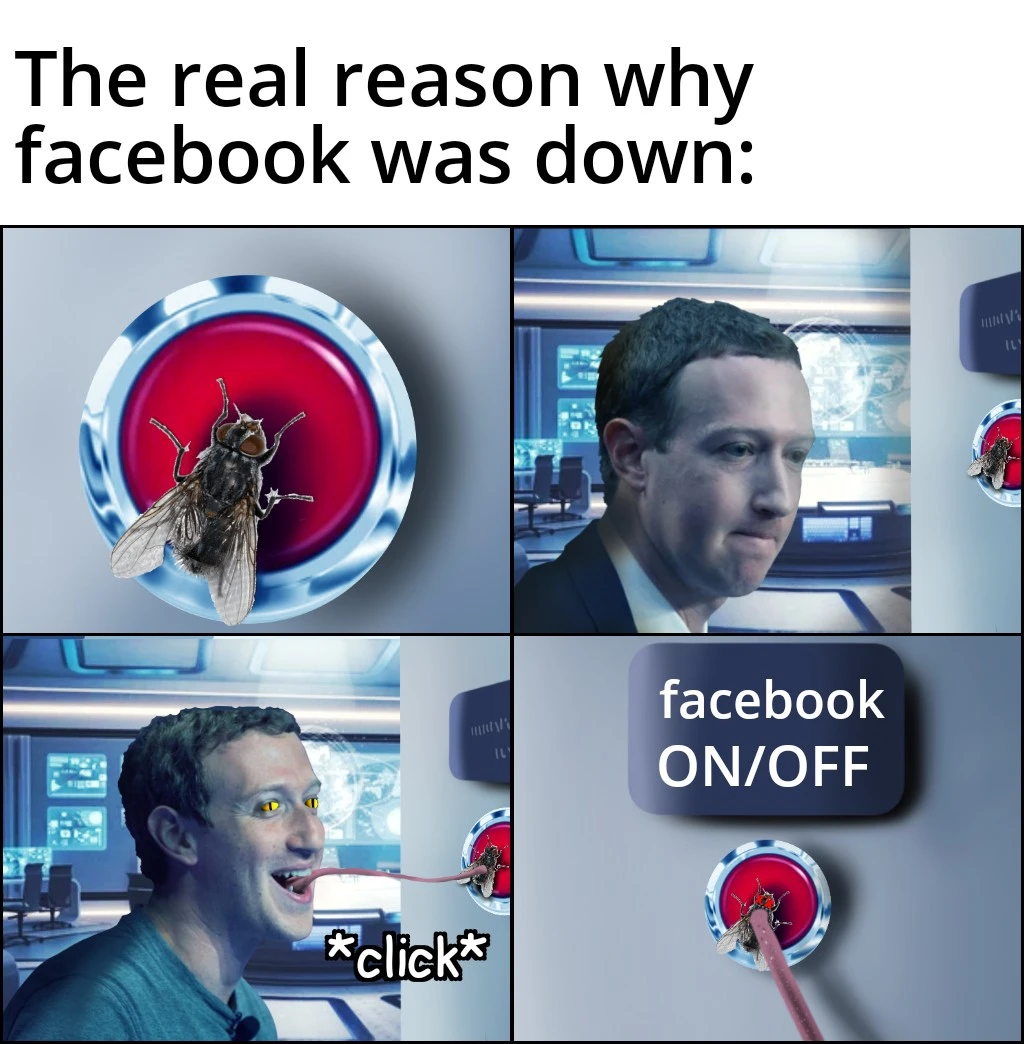 The real reason why
facebook was down:
*click*
facebook
ON/OFF